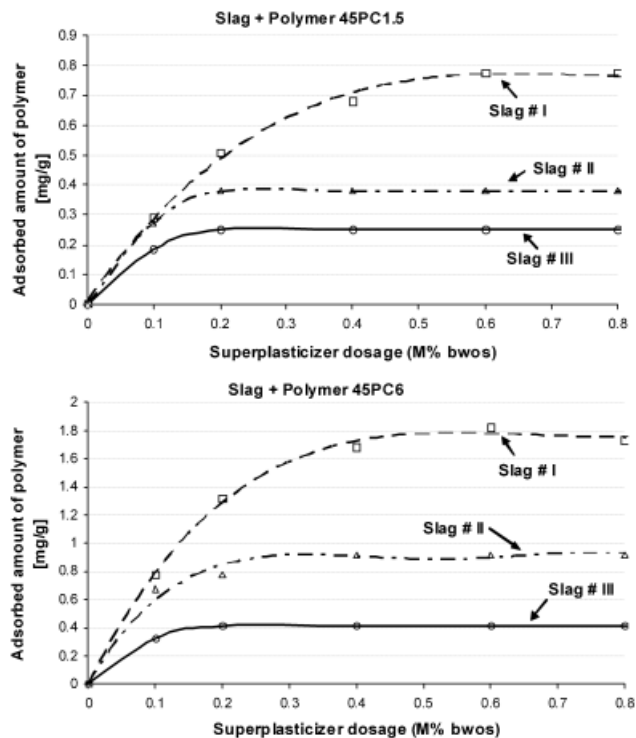 Slag + Polymer 45PC1.5
Adsorbed amount of polymer
[mg/g]
0.9
0.8
0.7
0.6
0.5
0.4
0.3
0.2
0.1
0
Slag # I
Slag # II
Slag # III
0 0.1 0.2 0.3 0.4 0.5 0.6 0.7 0.8
Superplasticizer dosage (M% bwos)
Slag + Polymer 45PC6
Adsorbed amount of polymer
[mg/g]
2
1.8
1.6
1.4
1.2
1
0.8
0.6
0.4
0.2
0
Slag # I
Slag # II
Slag # III
0 0.1 0.2 0.3 0.4 0.5 0.6 0.7 0.8
Superplasticizer dosage (M% bwos)